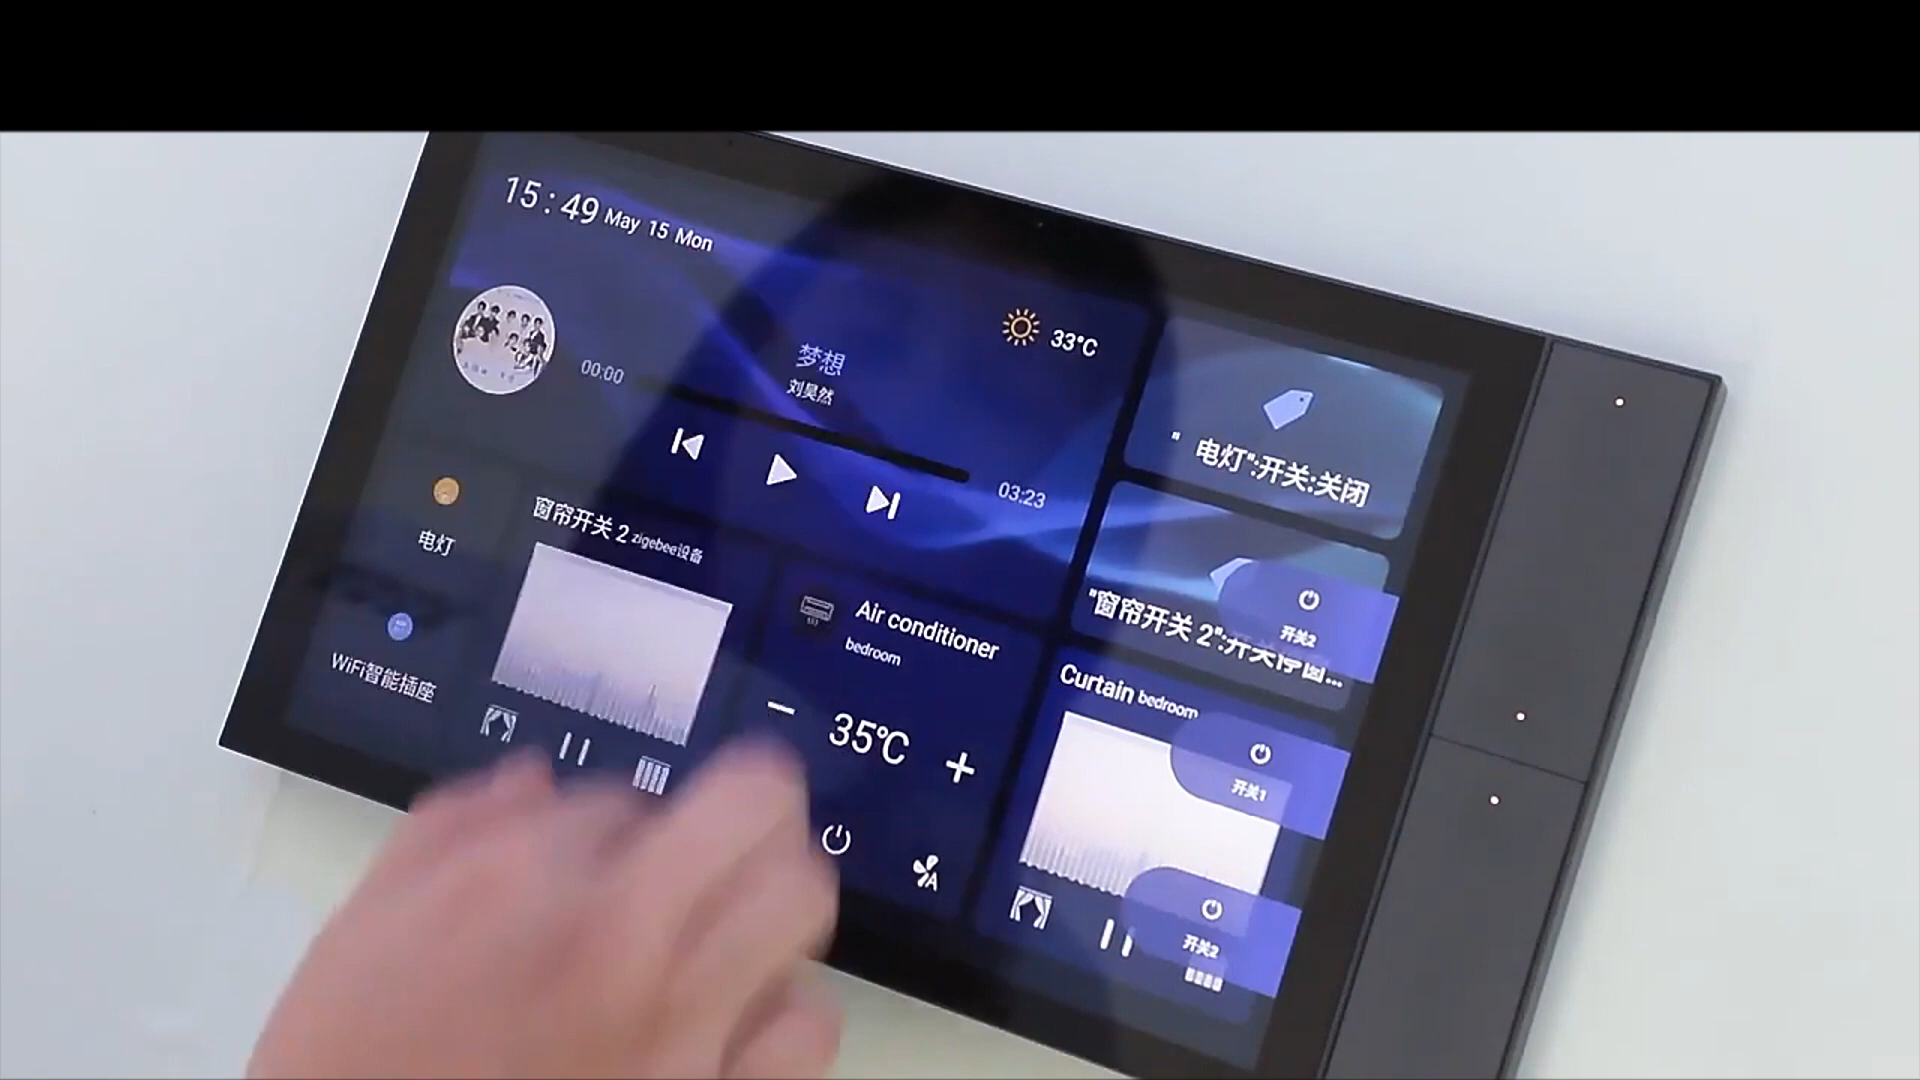 15:49 May 15 Mon
33°C
梦想
刘昊然
00:00
03:23
" 电灯":开关:关闭
电灯
窗帘开关 2 zigebee设备
"窗帘开关 2":开关
开关2
WiFi智能插座
Air conditioner
bedroom
35℃
A
Curtain bedroom
开关1
开关2